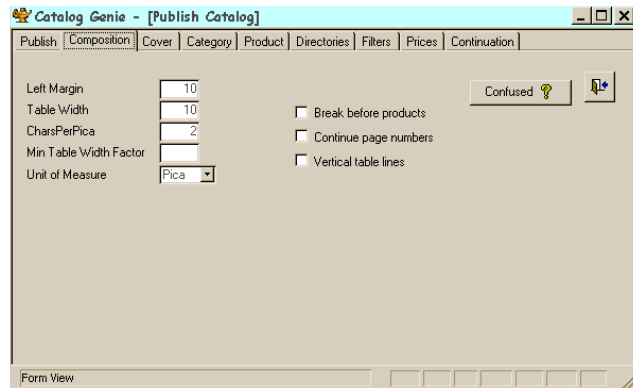 Catalog Genie - [Publish Catalog]
Publish Composition Cover Category Product Directories Filters Prices Continuation
Left Margin 10
Table Width 10
CharsPerPica 2
Min Table Width Factor
Unit of Measure Pica
Break before products
Continue page numbers
Vertical table lines
Confused ?
Form View